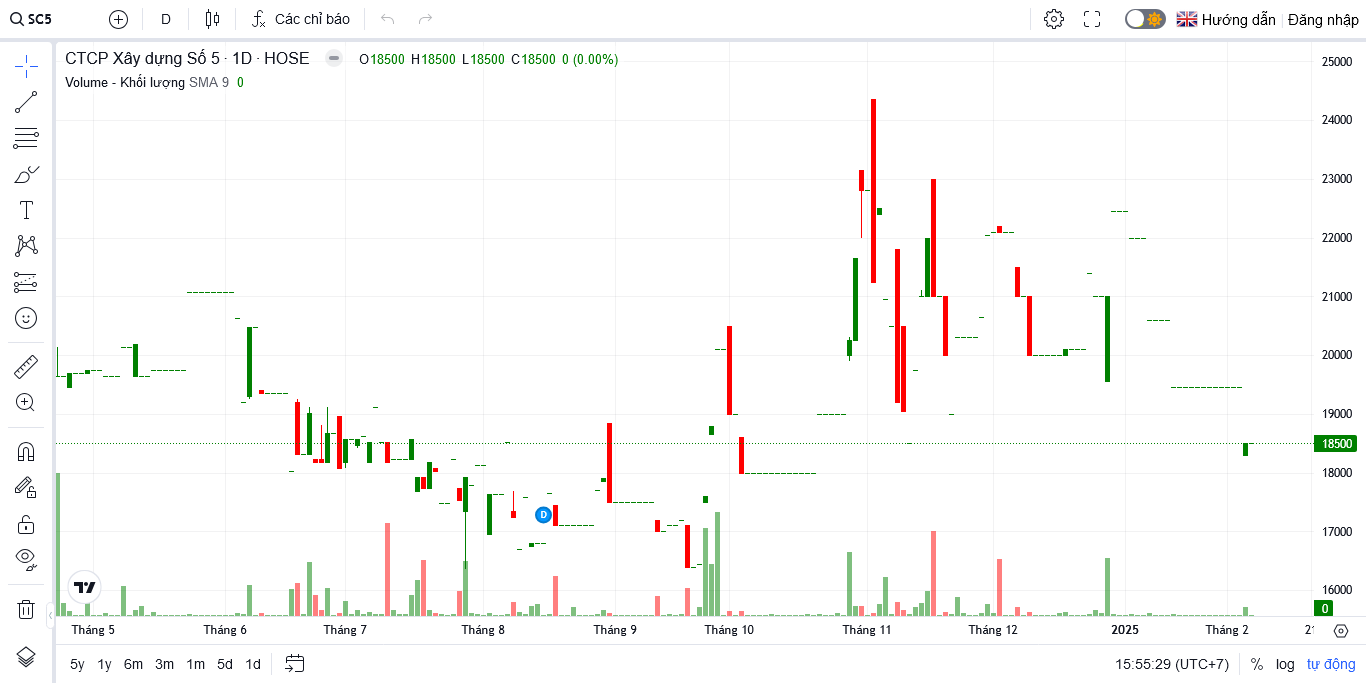 SC5 D Các chỉ báo Hướng dẫn Đăng nhập
CTCP Xây dựng Số 5 · 1D · HOSE O18500 H18500 L18500 C18500 0 (0.00%)
Volume - Khối lượng SMA 9 0
25000
24000
23000
22000
21000
20000
19000
18500
18000
17000
16000
0
D
Tháng 5 Tháng 6 Tháng 7 Tháng 8 Tháng 9 Tháng 10 Tháng 11 Tháng 12 2025 Tháng 2
5y 1y 6m 3m 1m 5d 1d 15:55:29 (UTC+7) % log tự động